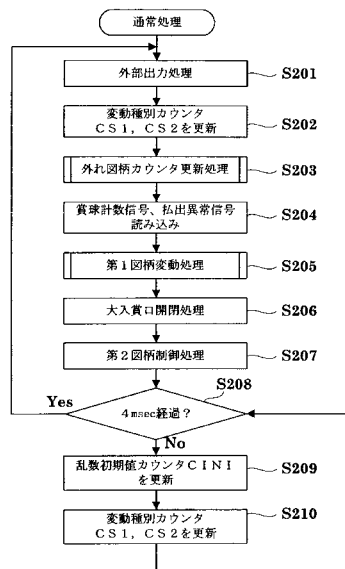 通常処理
外部出力処理
S201
変動種別カウンタ
CS1，CS2を更新
S202
外れ図柄カウンタ更新処理
S203
賞球計数信号、払出異常信号
読み込み
S204
第1図柄変動処理
S205
大入賞口開閉処理
S206
第2図柄制御処理
S207
S208
Yes
4msec経過？
No
乱数初期値カウンタCINI
を更新
S209
変動種別カウンタ
CS1，CS2を更新
S210